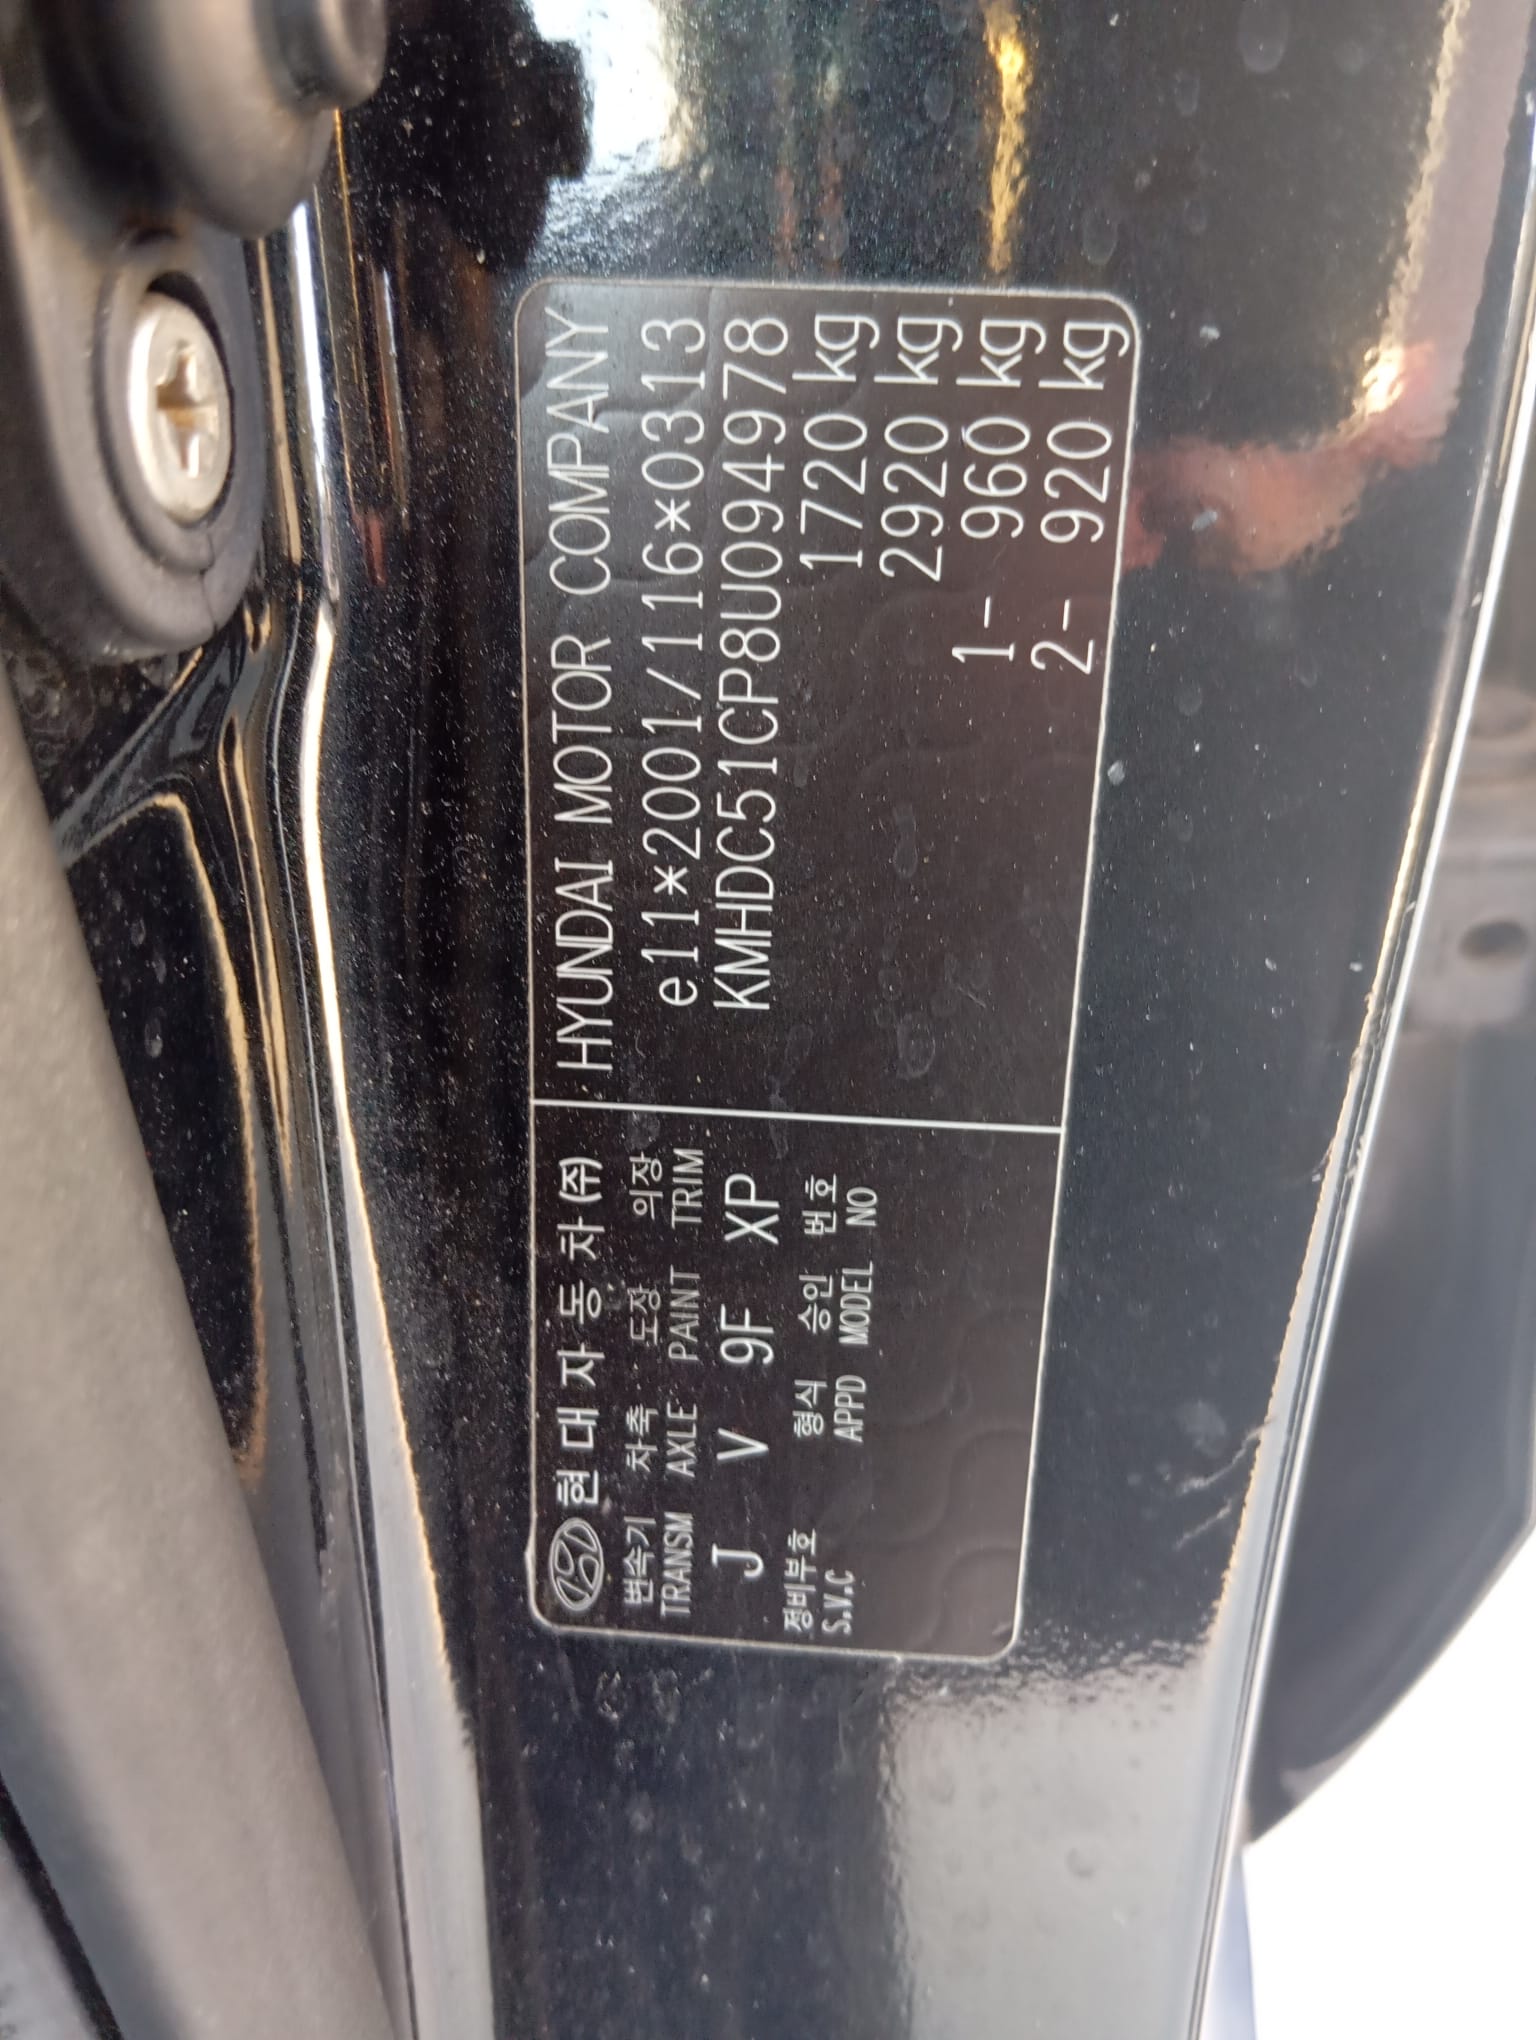 현대자동차(주)
변속기 차축 도장 의장
TRANSM AXLE PAINT TRIM
J V 9F XP
정비부호 형식 승인 번호
S.V.C APPD MODEL NO
HYUNDAI MOTOR COMPANY
e11*2001/116*0313
KMHDC51CP8U094978
1720 kg
2920 kg
1- 960 kg
2- 920 kg